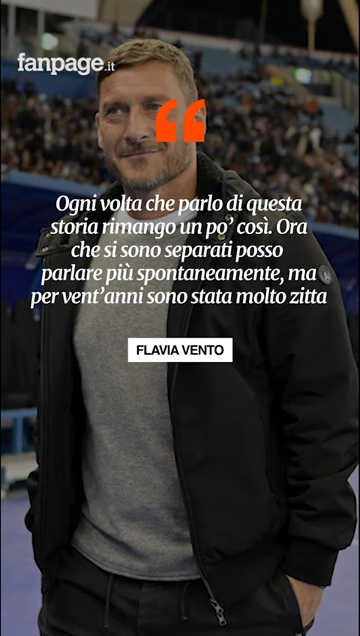 fanpage.it
“
Ogni volta che parlo di questa
storia rimango un po’ così. Ora
che si sono separati posso
parlare più spontaneamente, ma
per vent’anni sono stata molto zitta
FLAVIA VENTO